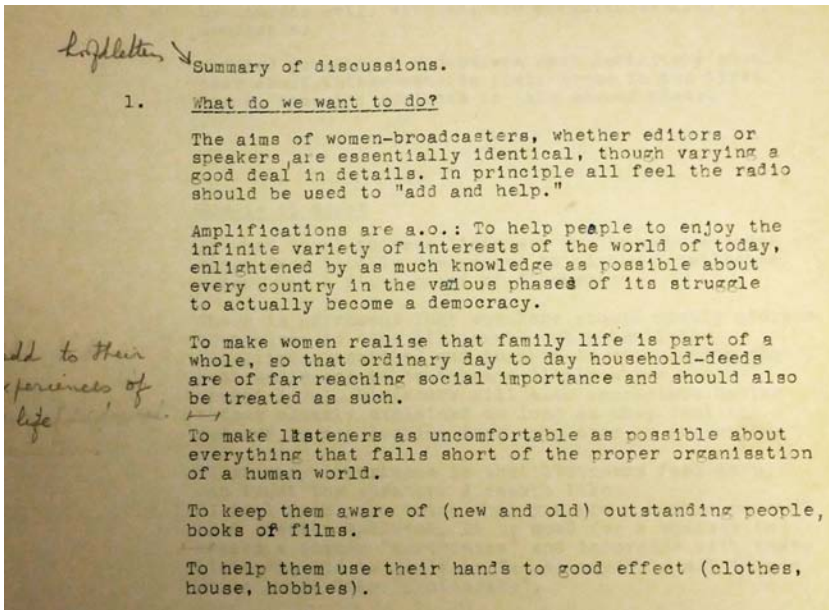 hoofdletters
Summary of discussions.
1. What do we want to do?
The aims of women-broadcasters, whether editors or
speakers,are essentially identical, though varying a
good deal in details. In principle all feel the radio
should be used to "add and help."
Amplifications are a.o.: To help people to enjoy the
infinite variety of interests of the world of today,
enlightened by as much knowledge as possible about
every country in the various phases of its struggle
to actually become a democracy.
To make women realise that family life is part of a
whole, so that ordinary day to day household-deeds
are of far reaching social importance and should also
be treated as such.
add to their
experiences of
life
To make listeners as uncomfortable as possible about
everything that falls short of the proper organisation
of a human world.
To keep them aware of (new and old) outstanding people,
books of films.
To help them use their hands to good effect (clothes,
house, hobbies).